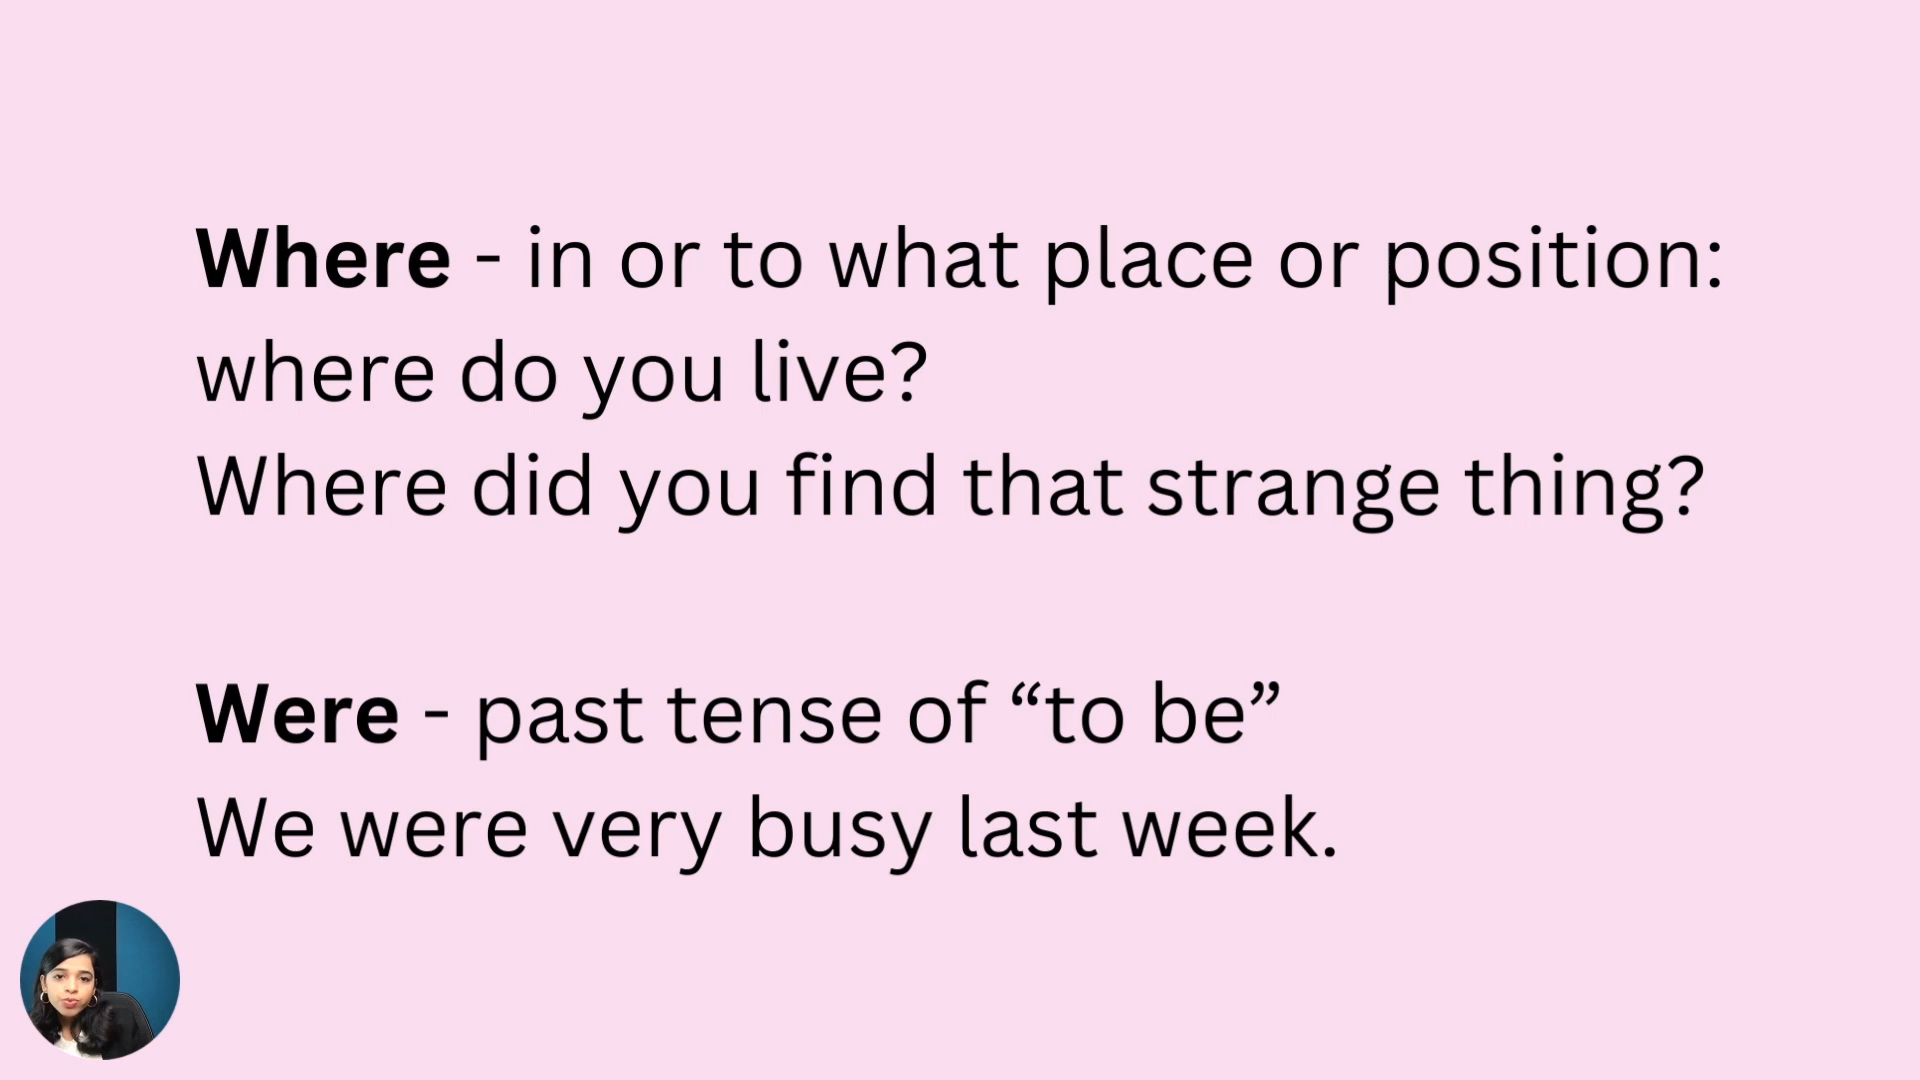 Where - in or to what place or position:
where do you live?
Where did you find that strange thing?
Were - past tense of “to be”
We were very busy last week.